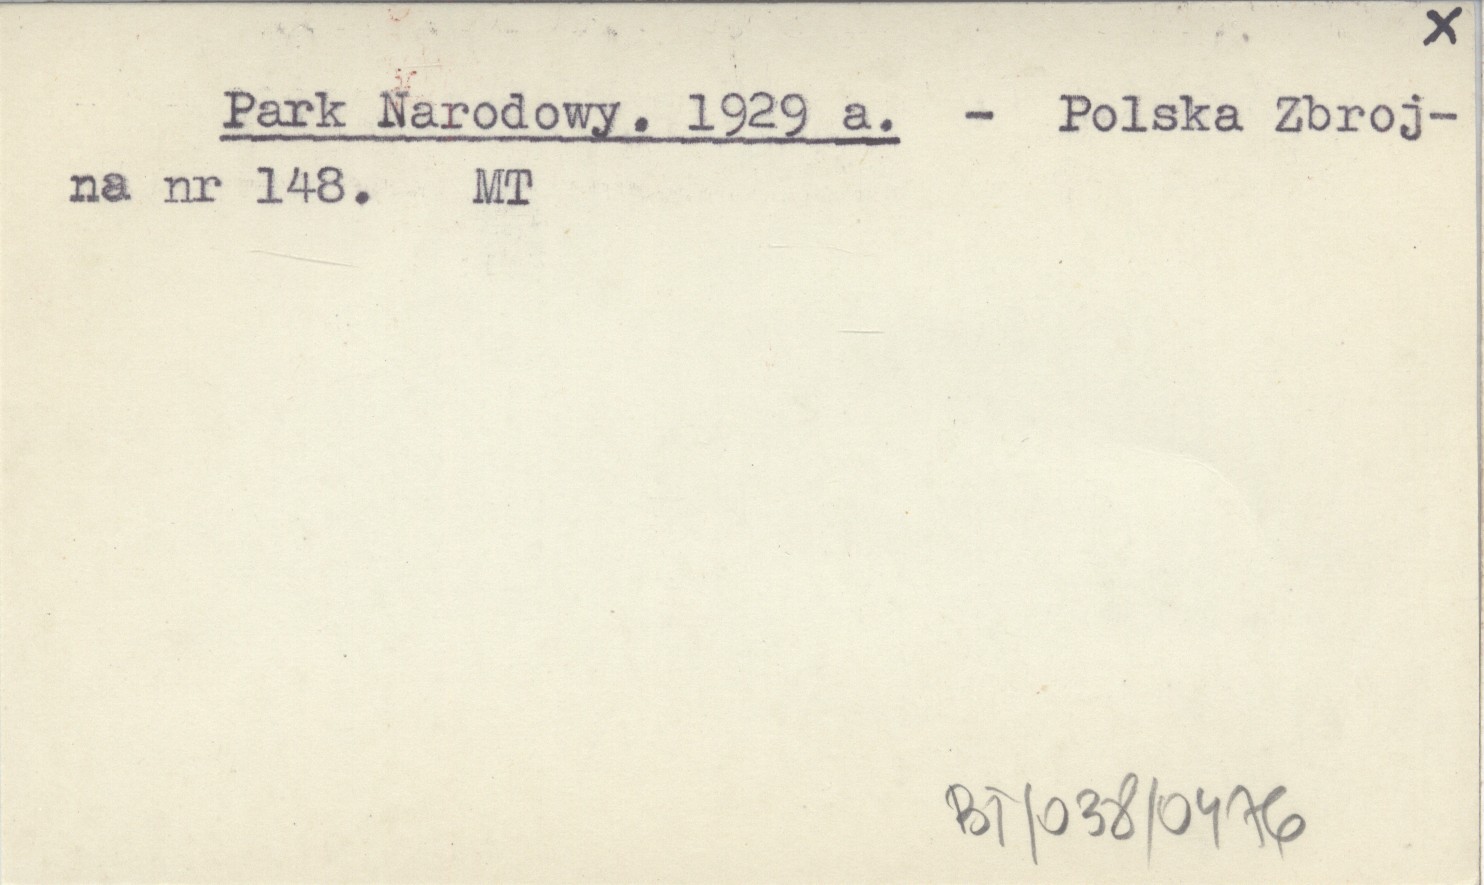 x
Park Narodowy. 1929 a. - Polska Zbroj-
na nr 148. MT
BT/038/0476